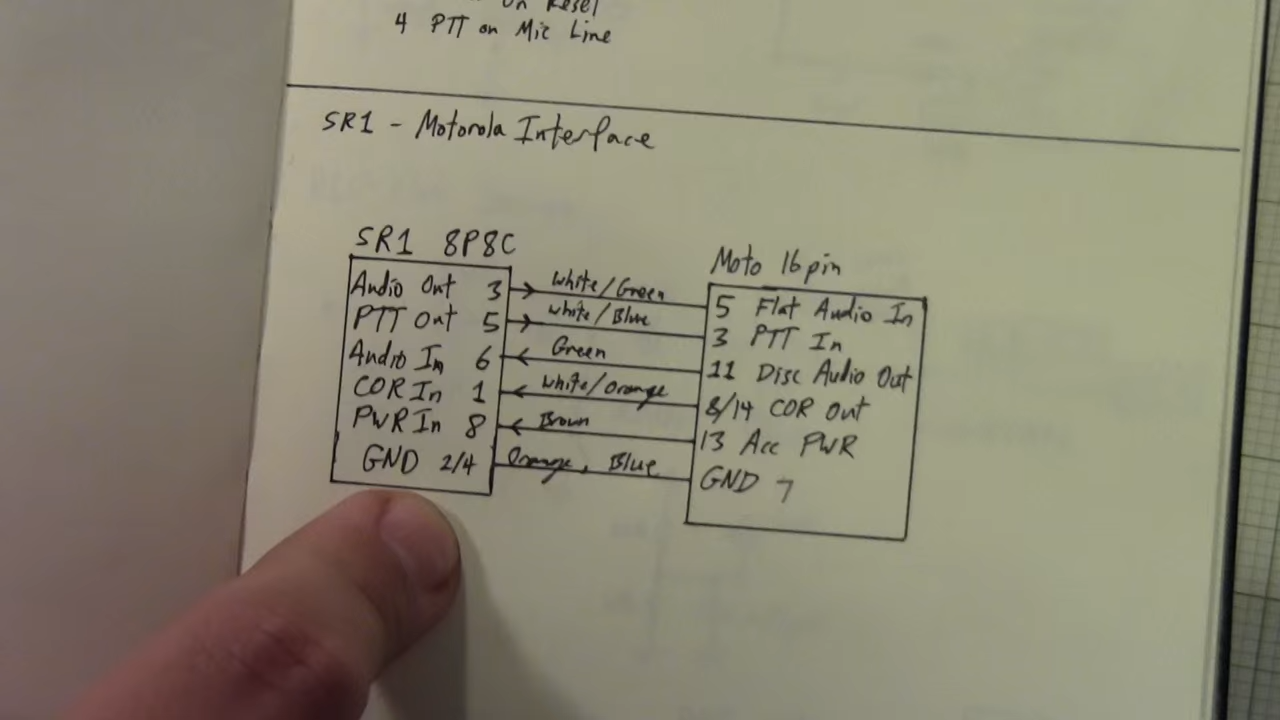 on Reset
4 PTT on Mic Line
SR1 - Motorola Interface
SR1 8P8C
Moto 16pin
Audio Out 3
White/Green
5 Flat Audio In
PTT Out 5
White/Blue
3 PTT In
Audio In 6
Green
11 Disc Audio Out
COR In 1
White/Orange
8/14 COR Out
PWR In 8
Brown
13 Acc PWR
GND 2/4
Orange, Blue
GND 7